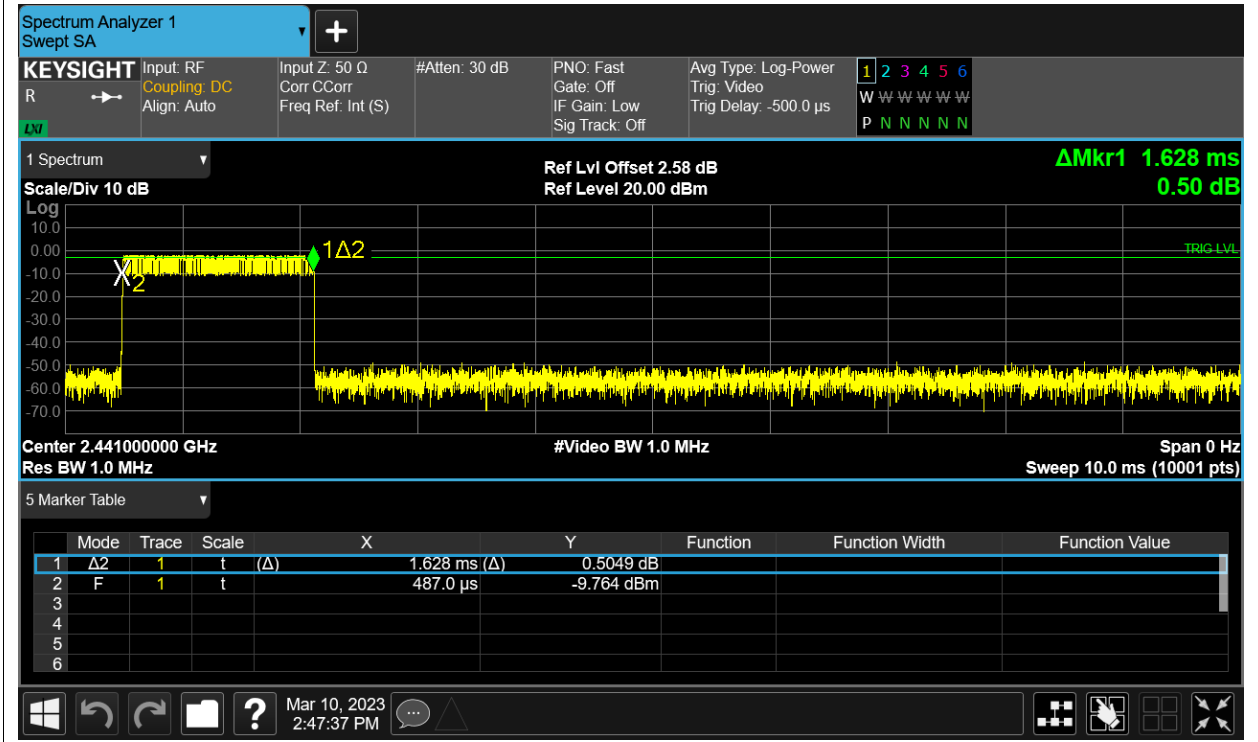 Spectrum Analyzer 1
Swept SA
+
KEYSIGHT Input: RF Input Z: 50 Ω #Atten: 30 dB PNO: Fast Avg Type: Log-Power 1 2 3 4 5 6
R Coupling: DC Corr CCorr Gate: Off Trig: Video W W W W W W
Align: Auto Freq Ref: Int (S) IF Gain: Low Trig Delay: -500.0 µs
LXI Sig Track: Off P N N N N N
1 Spectrum ΔMkr1 1.628 ms
Ref Lvl Offset 2.58 dB
Scale/Div 10 dB Ref Level 20.00 dBm 0.50 dB
Log
10.0
0.00 1Δ2 TRIG LVL
-10.0 X2
-20.0
-30.0
-40.0
-50.0
-60.0
-70.0
Center 2.441000000 GHz #Video BW 1.0 MHz Span 0 Hz
Res BW 1.0 MHz Sweep 10.0 ms (10001 pts)
5 Marker Table
Mode Trace Scale X Y Function Function Width Function Value
1 Δ2 1 t (Δ) 1.628 ms (Δ) 0.5049 dB
2 F 1 t 487.0 µs -9.764 dBm
3
4
5
6
? Mar 10, 2023
2:47:37 PM